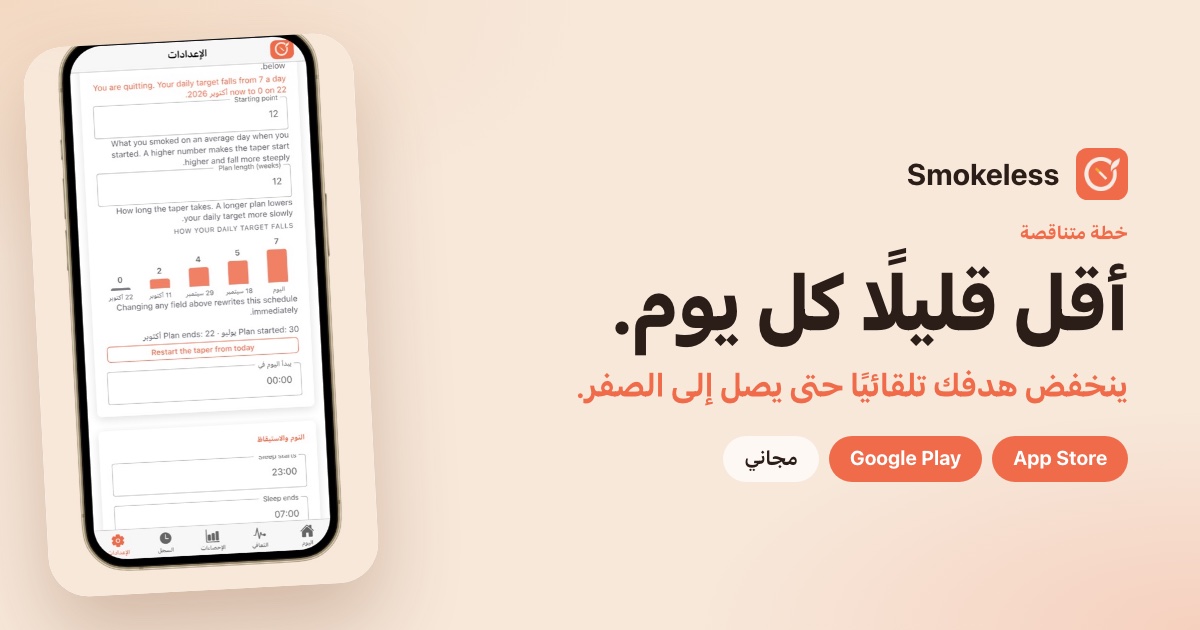 Smokeless
خطة متناقصة
أقل قليلًا كل يوم.
ينخفض هدفك تلقائيًا حتى يصل إلى الصفر.
App Store
Google Play
مجاني
الإعدادات
below.
You are quitting. Your daily target falls from 7 a day
now to 0 on 22 أكتوبر 2026.
Starting point
12
What you smoked on an average day when you
started. A higher number makes the taper start
higher and fall more steeply.
Plan length (weeks)
12
How long the taper takes. A longer plan lowers
your daily target more slowly.
HOW YOUR DAILY TARGET FALLS
7
5
4
2
0
اليوم
18 سبتمبر
29 سبتمبر
11 أكتوبر
22 أكتوبر
Changing any field above rewrites this schedule
immediately.
Plan started: 30 يوليو · Plan ends: 22 أكتوبر
Restart the taper from today
يبدأ اليوم في
00:00
النوم والاستيقاظ
Sleep starts
23:00
Sleep ends
07:00
اليوم
التعافي
الإحصاءات
السجل
الإعدادات